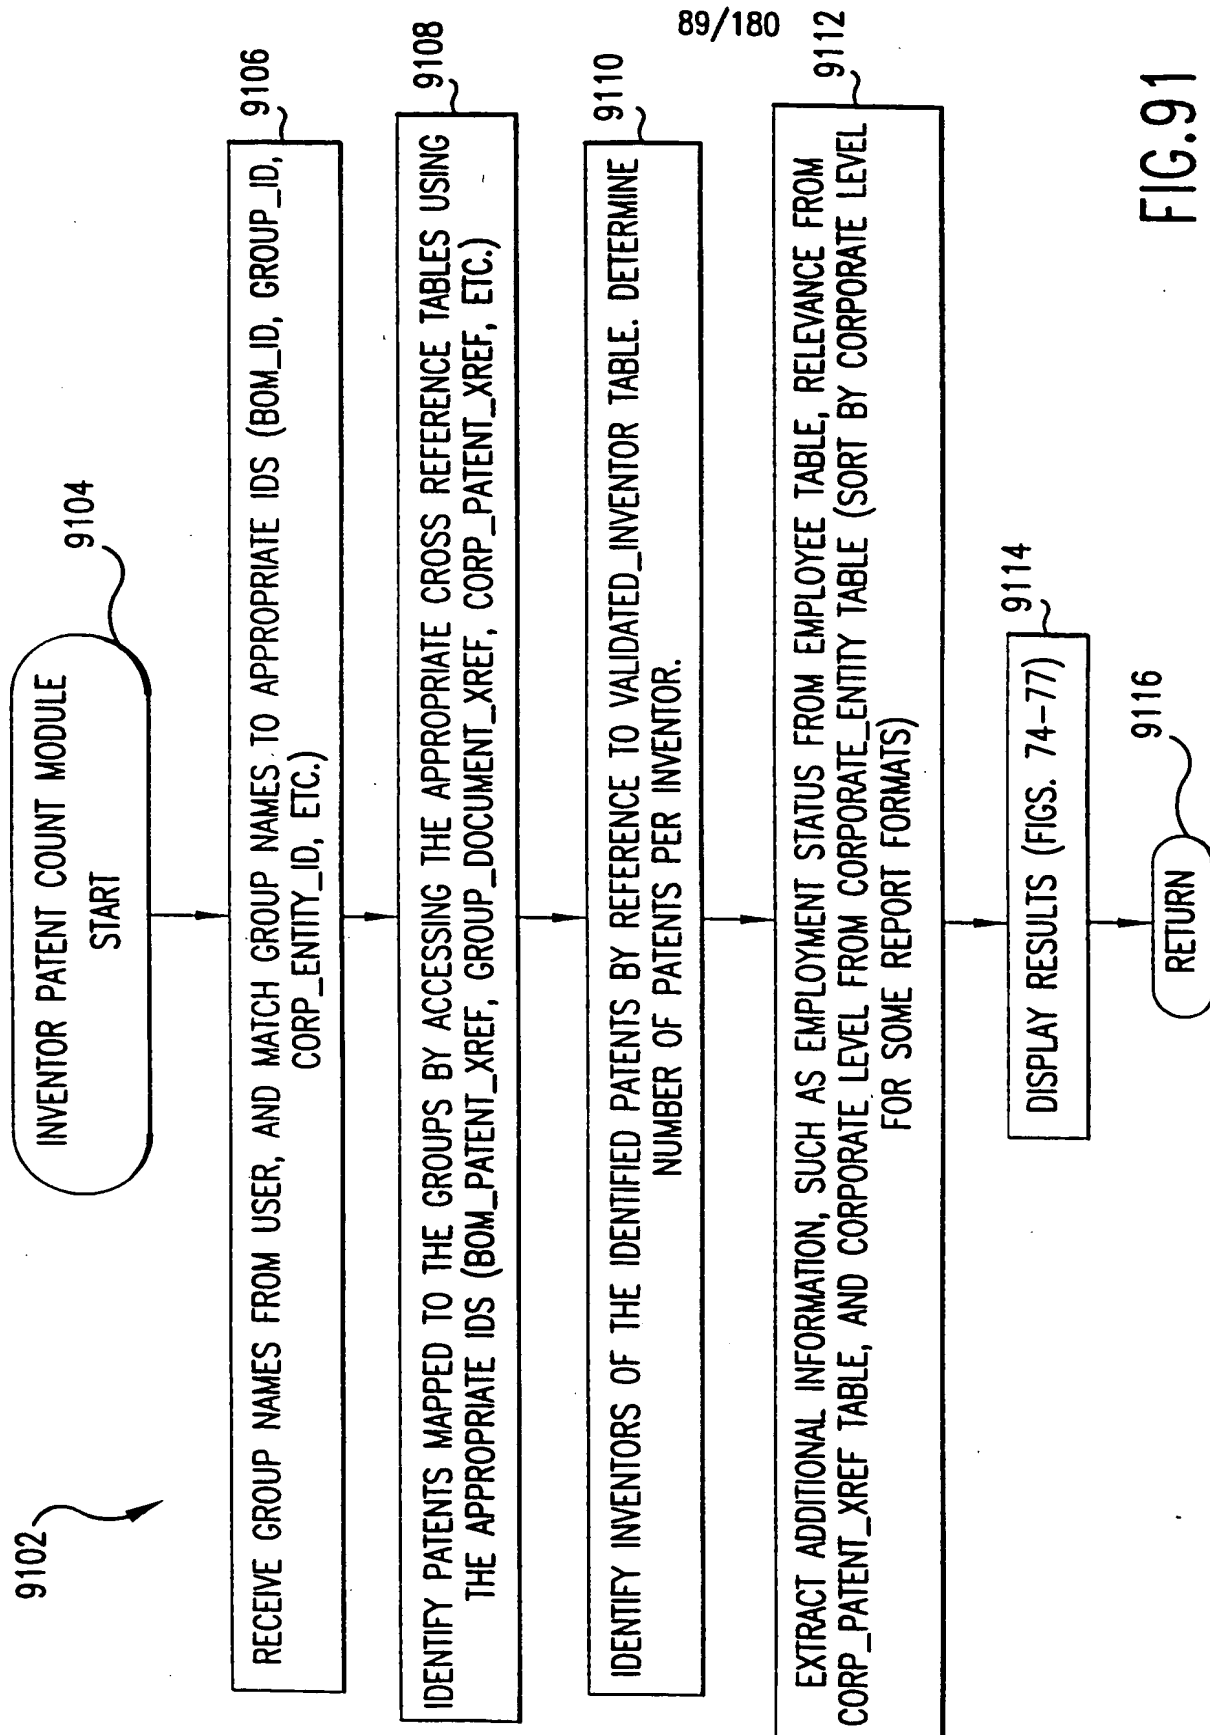 89/180
9102
INVENTOR PATENT COUNT MODULE
START
9104
RECEIVE GROUP NAMES FROM USER, AND MATCH GROUP NAMES TO APPROPRIATE IDS (BOM_ID, GROUP_ID,
CORP_ENTITY_ID, ETC.)
9106
IDENTIFY PATENTS MAPPED TO THE GROUPS BY ACCESSING THE APPROPRIATE CROSS REFERENCE TABLES USING
THE APPROPRIATE IDS (BOM_PATENT_XREF, GROUP_DOCUMENT_XREF, CORP_PATENT_XREF, ETC.)
9108
IDENTIFY INVENTORS OF THE IDENTIFIED PATENTS BY REFERENCE TO VALIDATED_INVENTOR TABLE. DETERMINE
NUMBER OF PATENTS PER INVENTOR.
9110
EXTRACT ADDITIONAL INFORMATION, SUCH AS EMPLOYMENT STATUS FROM EMPLOYEE TABLE, RELEVANCE FROM
CORP_PATENT_XREF TABLE, AND CORPORATE LEVEL FROM CORPORATE_ENTITY TABLE (SORT BY CORPORATE LEVEL
FOR SOME REPORT FORMATS)
9112
DISPLAY RESULTS (FIGS. 74-77)
9114
RETURN
9116
FIG.91